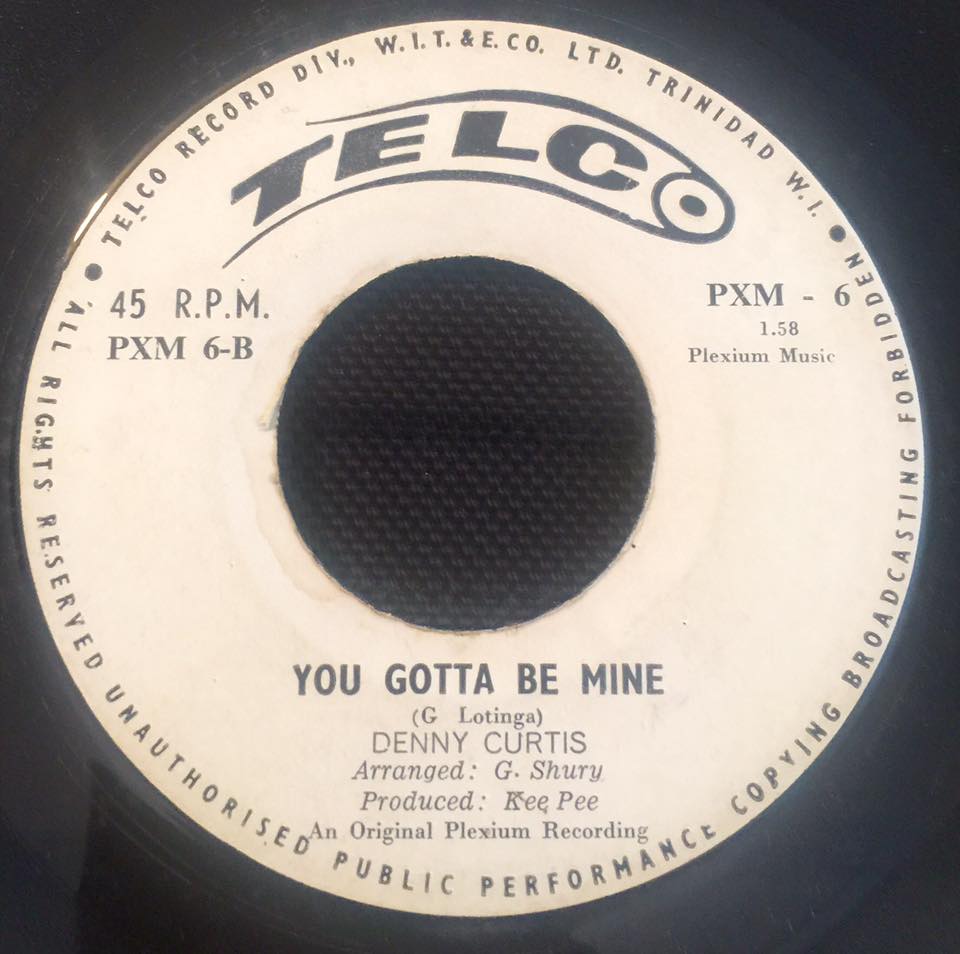 TELCO RECORD DIV., W.I.T. & E. CO. LTD. TRINIDAD W.I.
TELCO
45 R.P.M.
PXM 6-B
PXM - 6
1.58
Plexium Music
YOU GOTTA BE MINE
(G Lotinga)
DENNY CURTIS
Arranged: G. Shury
Produced: Kee Pee
An Original Plexium Recording
ALL RIGHTS RESERVED UNAUTHORISED PUBLIC PERFORMANCE COPYING BROADCASTING FORBIDDEN